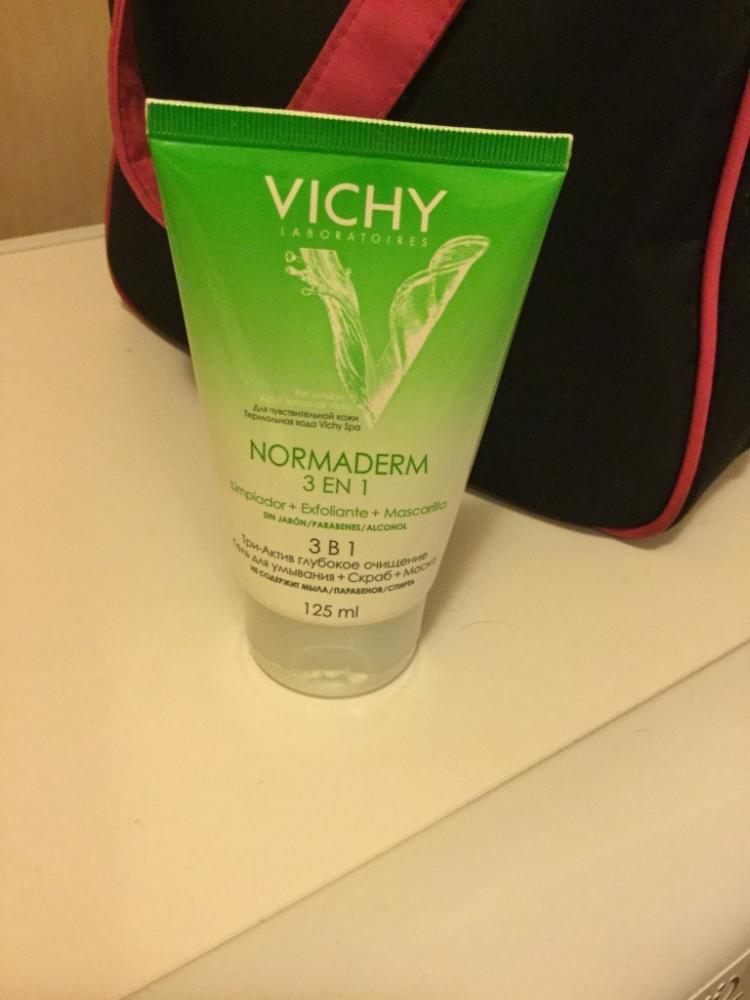 VICHY
LABORATOIRES
Для чувствительной кожи
Термальная вода Vichy Spa
NORMADERM
3 EN 1
Limpiador + Exfoliante + Mascarilla
SIN JABÓN/PARABENES/ALCOHOL
3 В 1
Три-Актив глубокое очищение
Гель для умывания + Скраб + Маска
НЕ СОДЕРЖИТ МЫЛА/ПАРАБЕНОВ/СПИРТА
125 ml